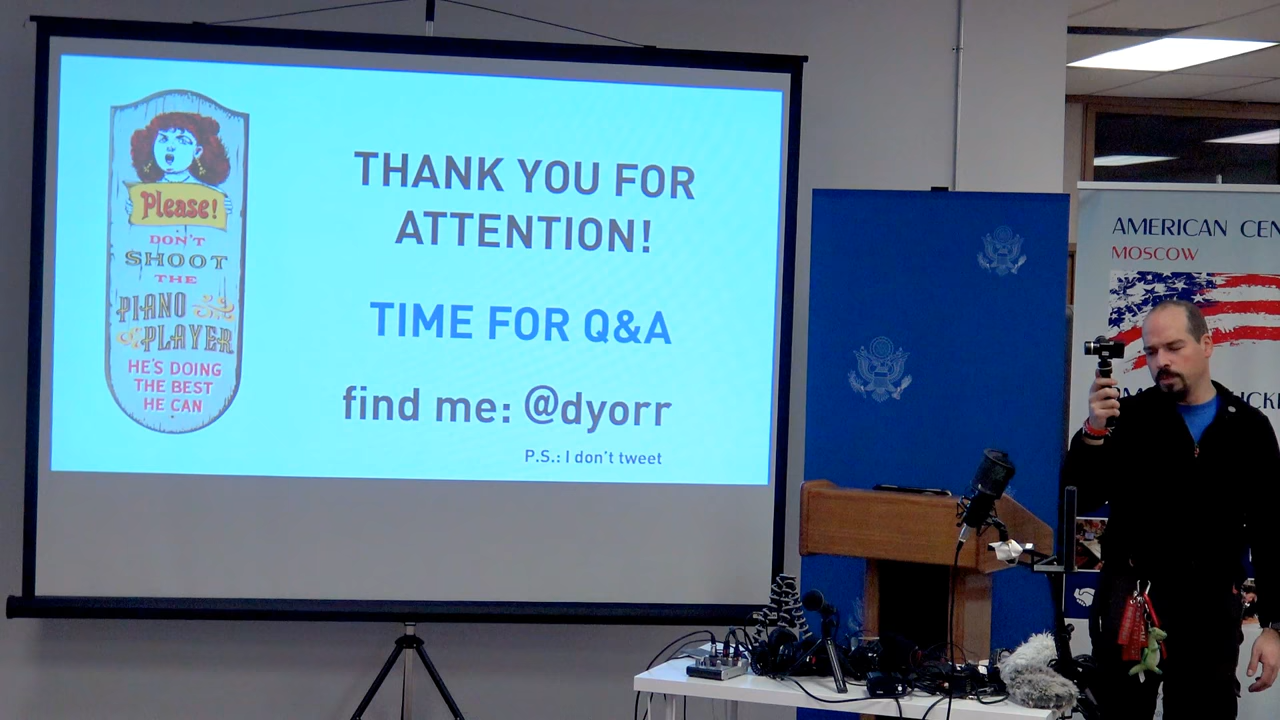 Please!
DON'T
SHOOT
THE
PIANO
PLAYER
HE'S DOING
THE BEST
HE CAN
THANK YOU FOR
ATTENTION!
TIME FOR Q&A
find me: @dyorr
P.S.: I don't tweet
AMERICAN CEN
MOSCOW